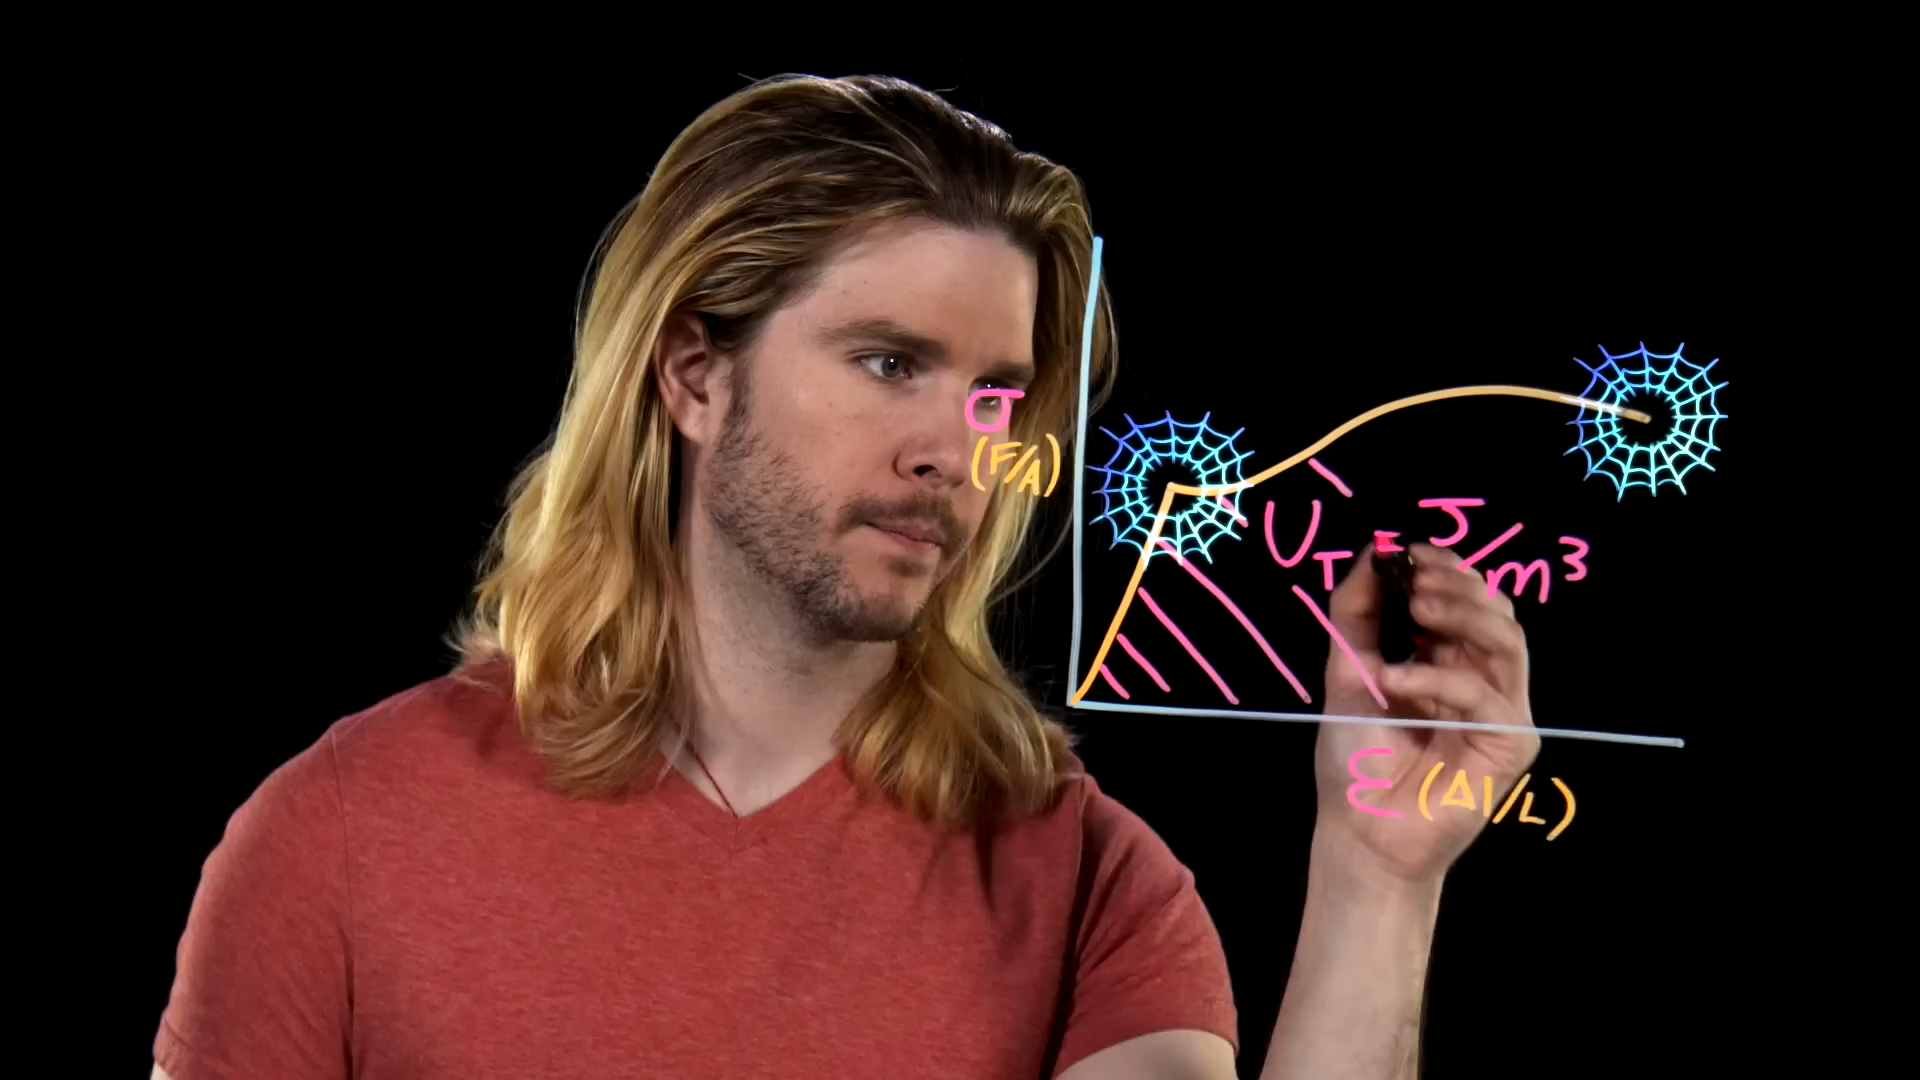 σ
(F/A)
U_T = J/m³
ε (Δl/L)